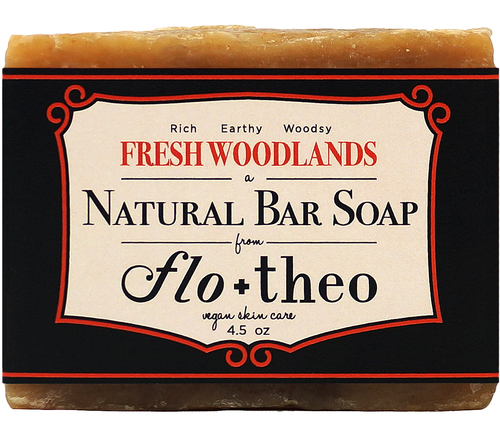 Rich Earthy Woodsy
FRESH WOODLANDS
a
NATURAL BAR SOAP
from
flo+theo
vegan skin care
4.5 oz